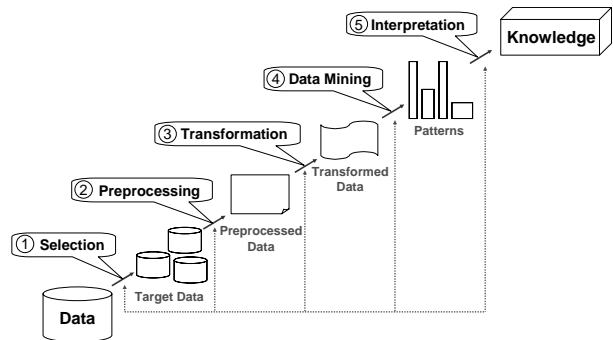 ⑤ Interpretation
Knowledge
④ Data Mining
Patterns
③ Transformation
Transformed
Data
② Preprocessing
Preprocessed
Data
① Selection
Target Data
Data